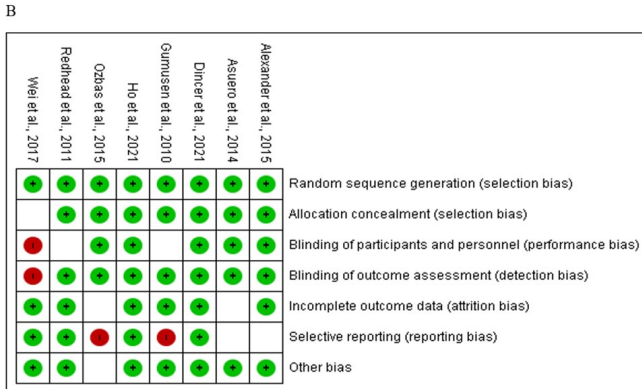 B
Wei et al., 2017
Redhead et al., 2011
Ozbas et al., 2015
Ho et al., 2021
Gumusen et al., 2010
Dincer et al., 2021
Asuero et al., 2014
Alexander et al., 2015
+ + + + + + + + Random sequence generation (selection bias)
+ + + + + + + Allocation concealment (selection bias)
- + + + + + Blinding of participants and personnel (performance bias)
- + + + + + + + Blinding of outcome assessment (detection bias)
+ + + + + + Incomplete outcome data (attrition bias)
+ + - + - + Selective reporting (reporting bias)
+ + + + + + + Other bias